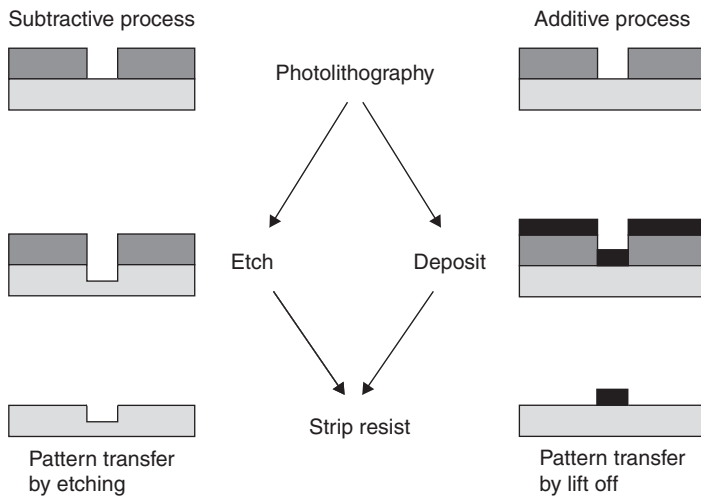 Subtractive process
Additive process
Photolithography
Etch
Deposit
Strip resist
Pattern transfer
by etching
Pattern transfer
by lift off